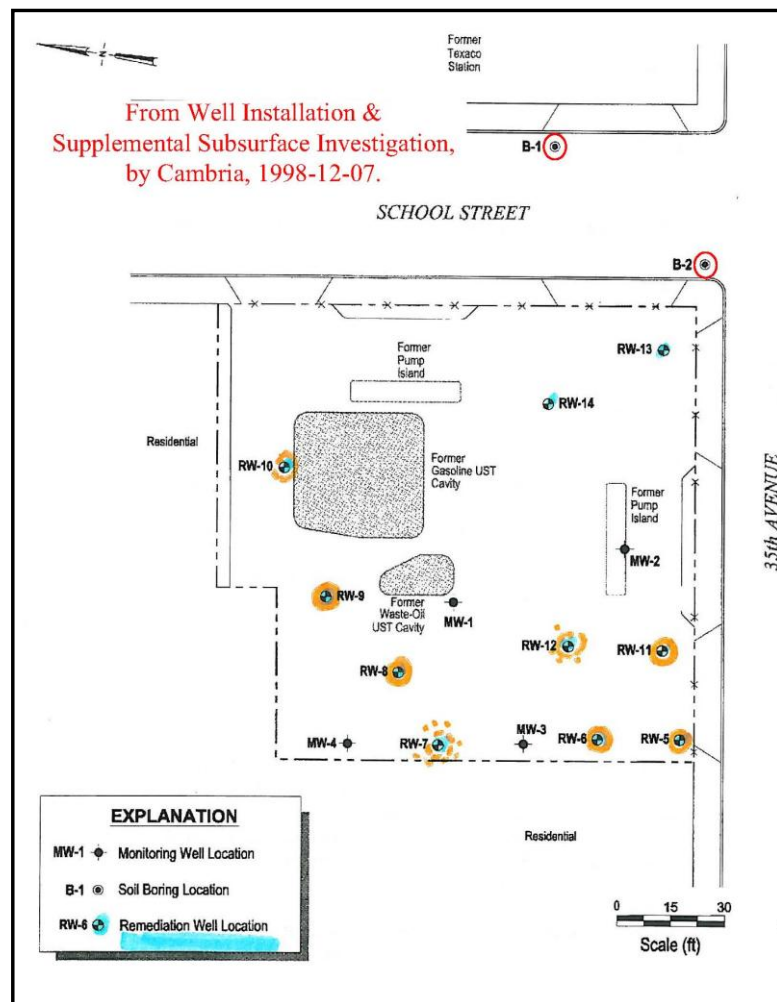 Former
Texaco
Station
N
From Well Installation &
Supplemental Subsurface Investigation,
by Cambria, 1998-12-07.
B-1
SCHOOL STREET
B-2
RW-13
Former
Pump
Island
RW-14
Residential
RW-10
Former
Gasoline UST
Cavity
Former
Pump
Island
35th AVENUE
MW-2
RW-9
Former
Waste-Oil
UST Cavity
MW-1
RW-12
RW-11
RW-8
MW-4
RW-7
MW-3
RW-6
RW-5
EXPLANATION
MW-1 Monitoring Well Location
B-1 Soil Boring Location
RW-6 Remediation Well Location
Residential
0 15 30
Scale (ft)